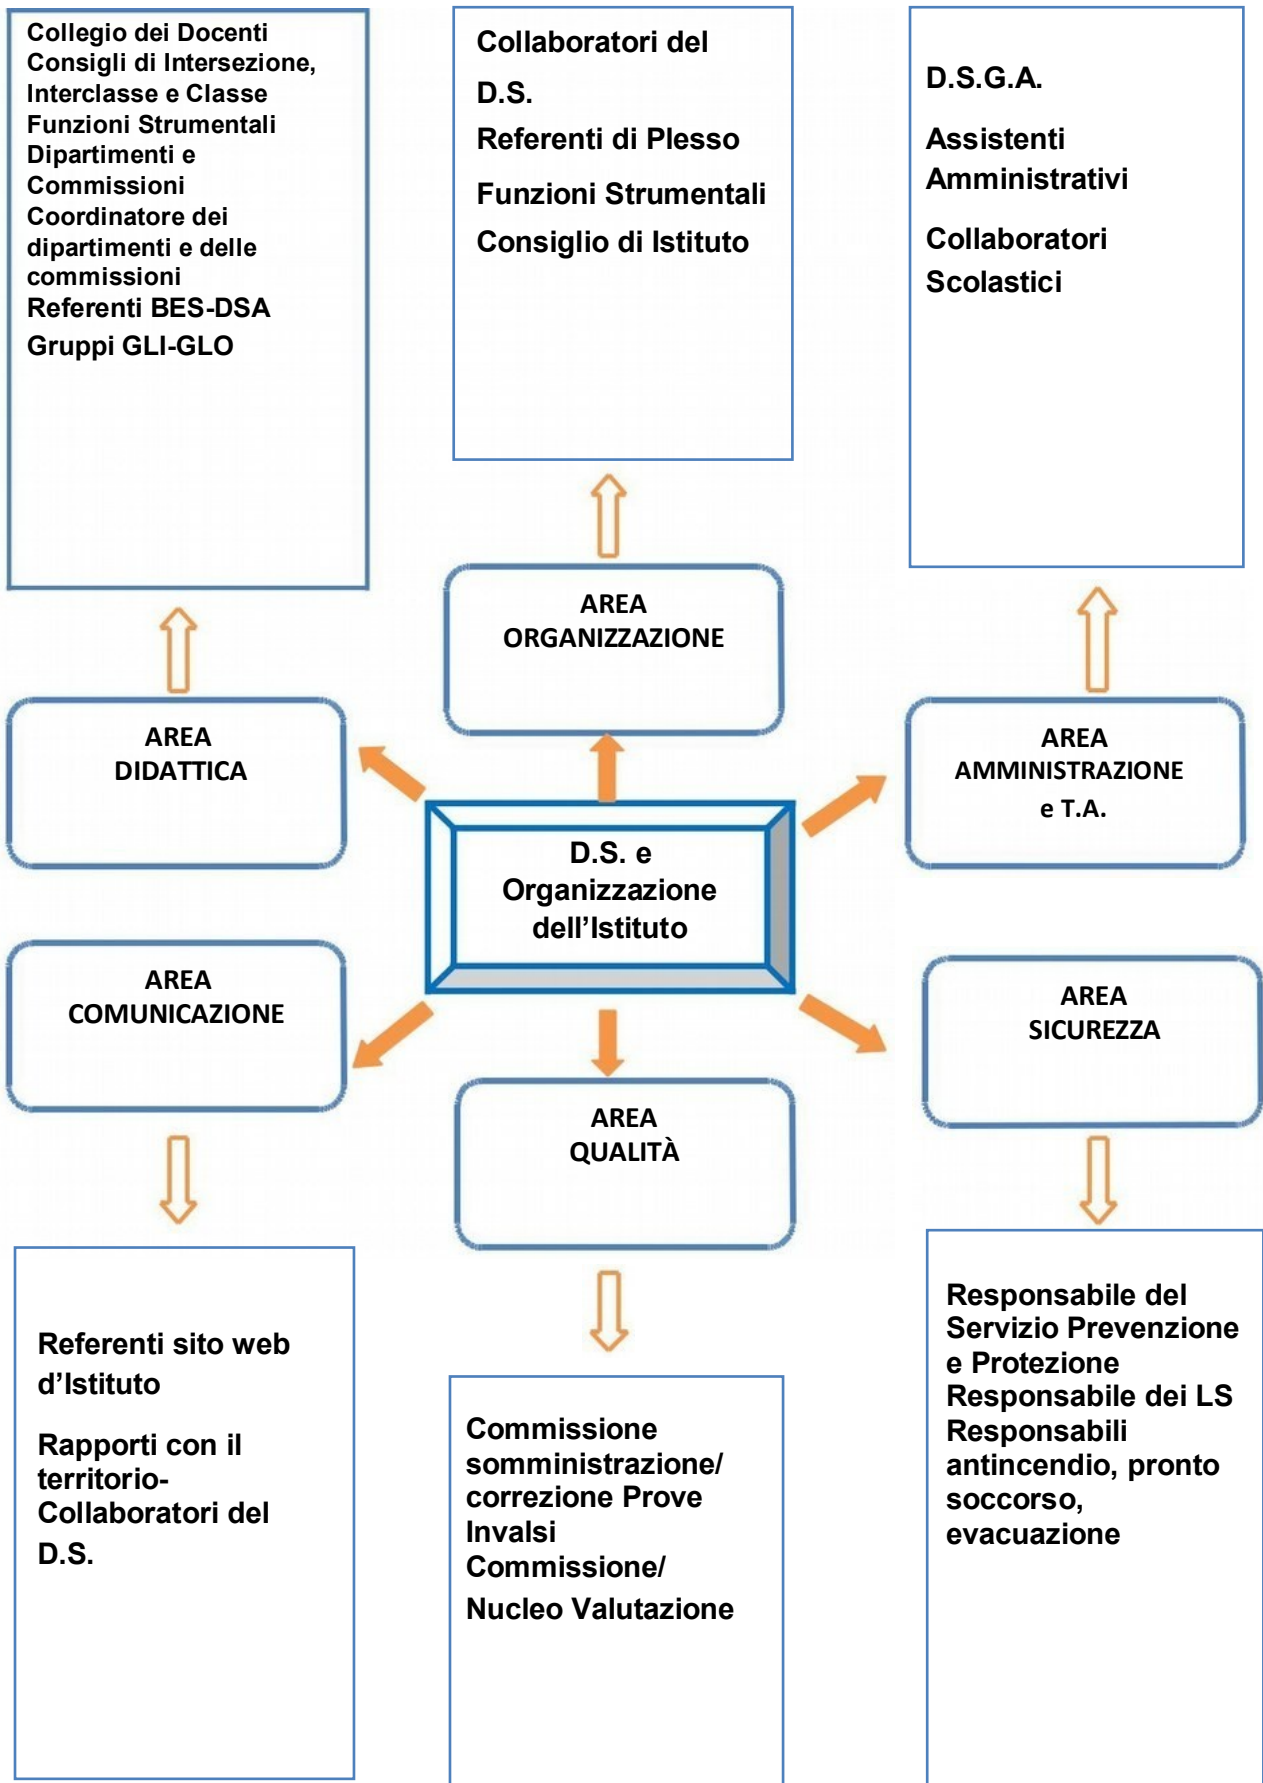 Collegio dei Docenti
Consigli di Intersezione,
Interclasse e Classe
Funzioni Strumentali
Dipartimenti e
Commissioni
Coordinatore dei
dipartimenti e delle
commissioni
Referenti BES-DSA
Gruppi GLI-GLO
Collaboratori del
D.S.
Referenti di Plesso
Funzioni Strumentali
Consiglio di Istituto
D.S.G.A.
Assistenti
Amministrativi
Collaboratori
Scolastici
AREA
ORGANIZZAZIONE
AREA
DIDATTICA
AREA
AMMINISTRAZIONE
e T.A.
D.S. e
Organizzazione
dell’Istituto
AREA
COMUNICAZIONE
AREA
SICUREZZA
AREA
QUALITÀ
Referenti sito web
d’Istituto
Rapporti con il
territorio-
Collaboratori del
D.S.
Commissione
somministrazione/
correzione Prove
Invalsi
Commissione/
Nucleo Valutazione
Responsabile del
Servizio Prevenzione
e Protezione
Responsabile dei LS
Responsabili
antincendio, pronto
soccorso,
evacuazione